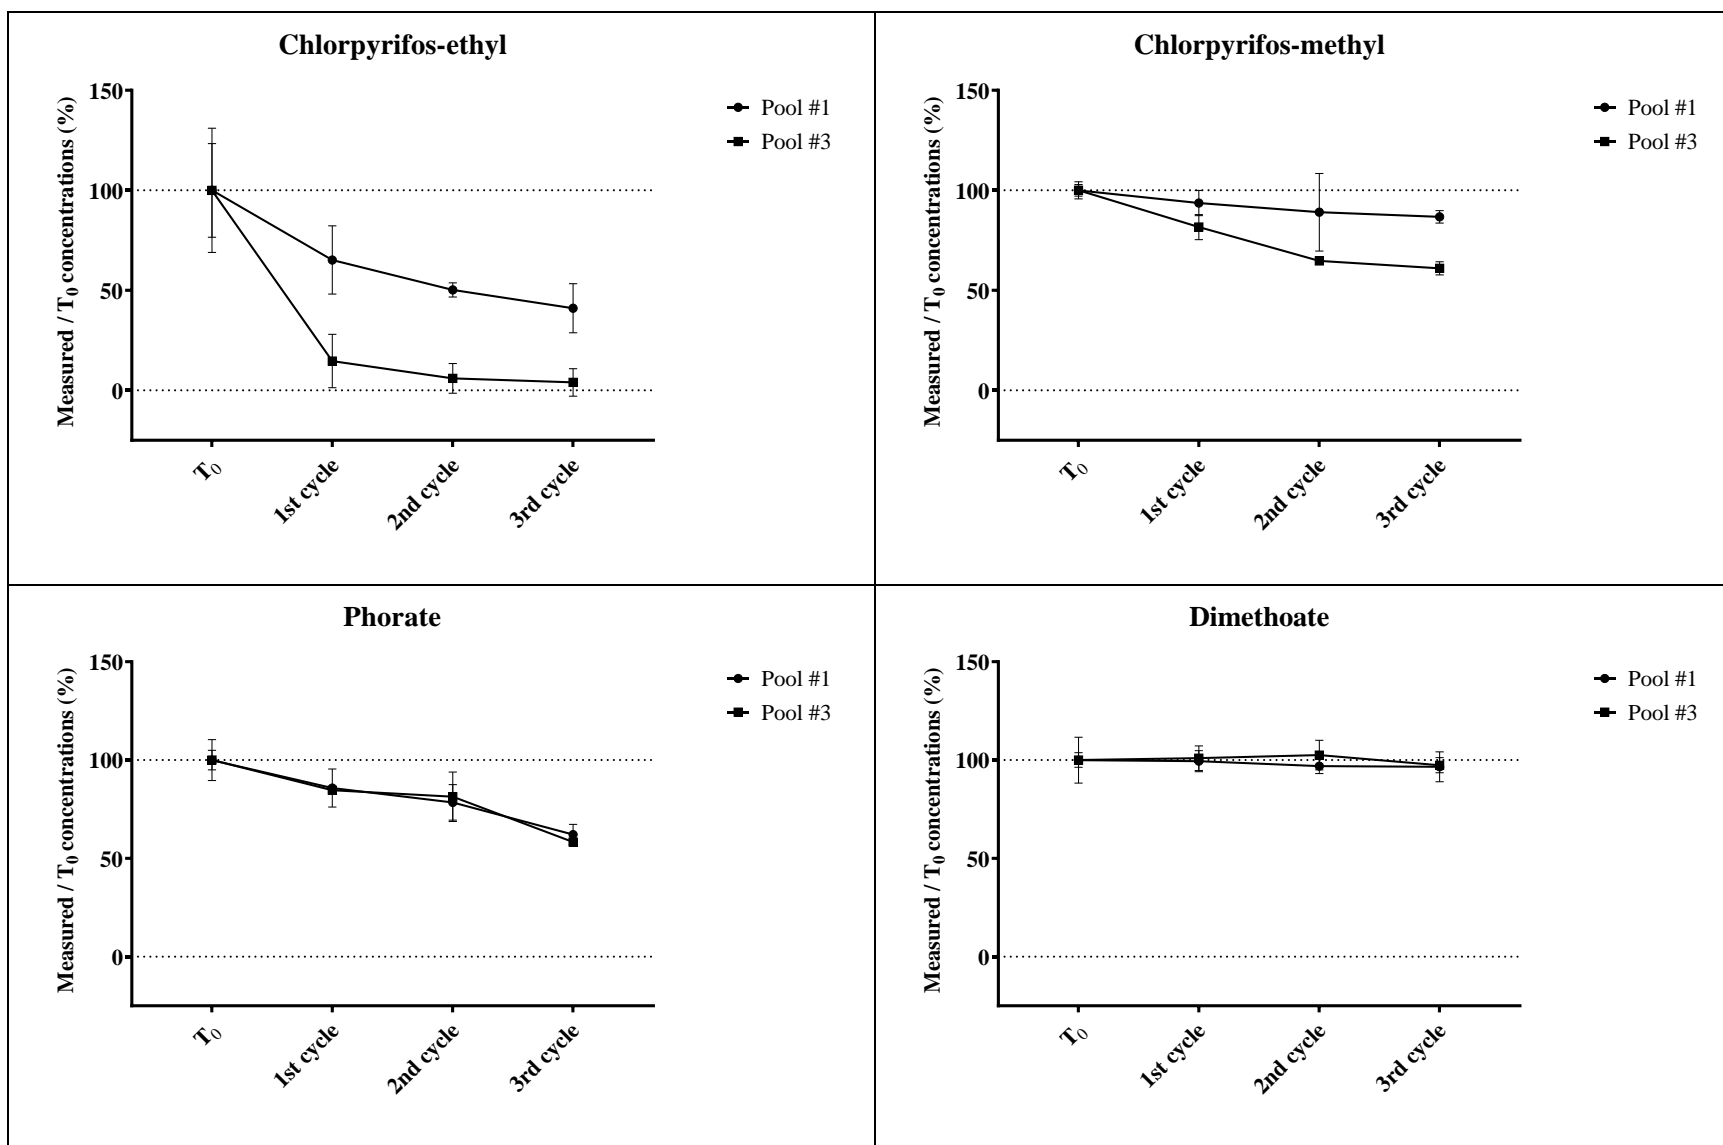 Chlorpyrifos-ethyl
Measured / T0 concentrations (%)
150
100
50
0
T0
1st cycle
2nd cycle
3rd cycle
Pool #1
Pool #3
Chlorpyrifos-methyl
Measured / T0 concentrations (%)
150
100
50
0
T0
1st cycle
2nd cycle
3rd cycle
Pool #1
Pool #3
Phorate
Measured / T0 concentrations (%)
150
100
50
0
T0
1st cycle
2nd cycle
3rd cycle
Pool #1
Pool #3
Dimethoate
Measured / T0 concentrations (%)
150
100
50
0
T0
1st cycle
2nd cycle
3rd cycle
Pool #1
Pool #3